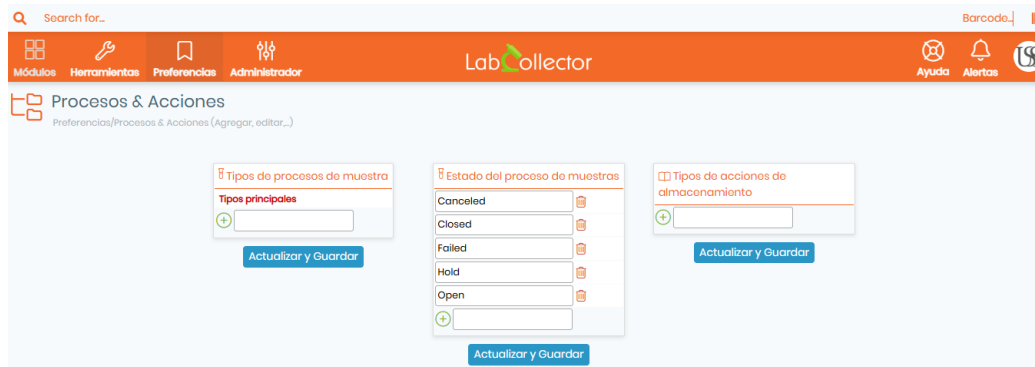 Search for...
Barcode...
Módulos Herramientas Preferencias Administrador
LabCollector
Ayuda Alertas
Procesos & Acciones
Preferencias/Procesos & Acciones (Agregar, editar,...)
Tipos de procesos de muestra
Tipos principales
Actualizar y Guardar
Estado del proceso de muestras
Canceled
Closed
Failed
Hold
Open
Actualizar y Guardar
Tipos de acciones de
almacenamiento
Actualizar y Guardar